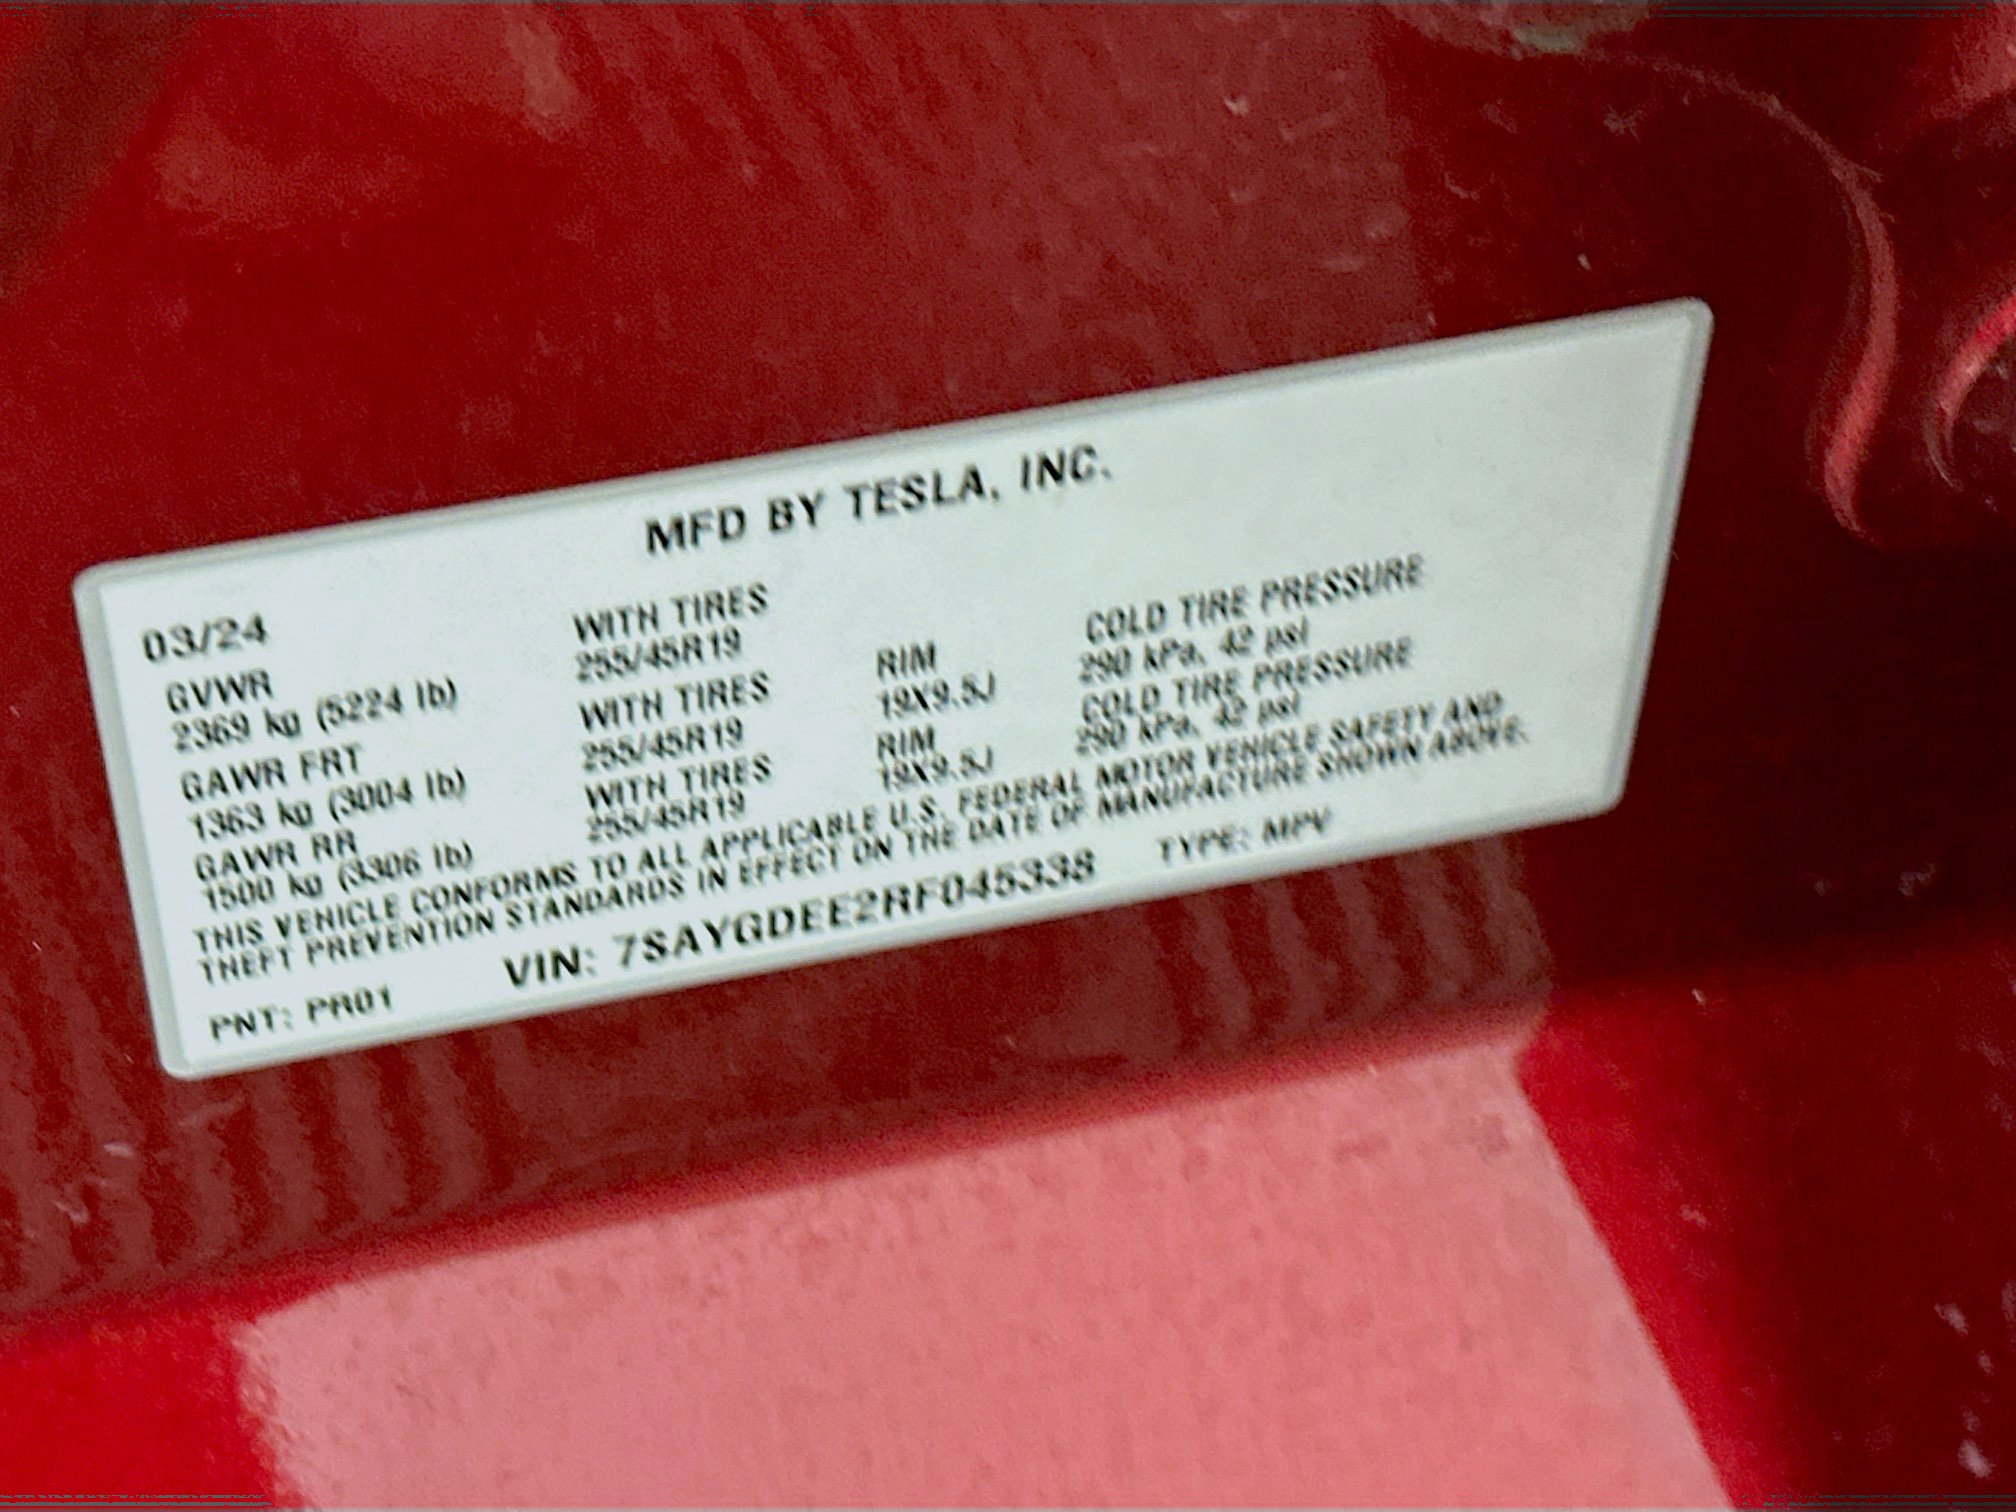 MFD BY TESLA, INC.
03/24
GVWR WITH TIRES
2369 kg (5224 lb) 255/45R19 RIM COLD TIRE PRESSURE
GAWR FRT WITH TIRES 19X9.5J 290 kPa, 42 psi
1363 kg (3004 lb) 255/45R19 RIM COLD TIRE PRESSURE
GAWR RR WITH TIRES 19X9.5J 290 kPa, 42 psi
1500 kg (3306 lb) 255/45R19
THIS VEHICLE CONFORMS TO ALL APPLICABLE U.S. FEDERAL MOTOR VEHICLE SAFETY AND
THEFT PREVENTION STANDARDS IN EFFECT ON THE DATE OF MANUFACTURE SHOWN ABOVE.
PNT: PR01 VIN: 7SAYGDEE2RF045338 TYPE: MPV